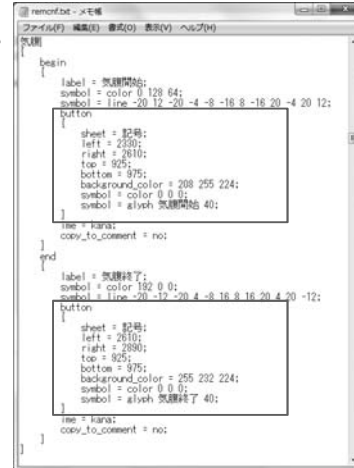 remcnf.txt - メモ帳
ファイル(F) 編集(E) 書式(O) 表示(V) ヘルプ(H)
気腹
[
begin
[
label = 気腹開始;
symbol = color 0 128 64;
symbol = line -20 12 -20 -4 -8 -16 8 -16 20 -4 20 12;
button
[
sheet = 記号;
left = 2330;
right = 2610;
top = 925;
bottom = 975;
background_color = 208 255 224;
symbol = color 0 0 0;
symbol = glyph 気腹開始 40;
]
ime = kana;
copy_to_comment = no;
]
end
[
label = 気腹終了;
symbol = color 192 0 0;
symbol = line -20 -12 -20 4 -8 16 8 16 20 4 20 -12;
button
[
sheet = 記号;
left = 2610;
right = 2890;
top = 925;
bottom = 975;
background_color = 255 232 224;
symbol = color 0 0 0;
symbol = glyph 気腹終了 40;
]
ime = kana;
copy_to_comment = no;
]
]